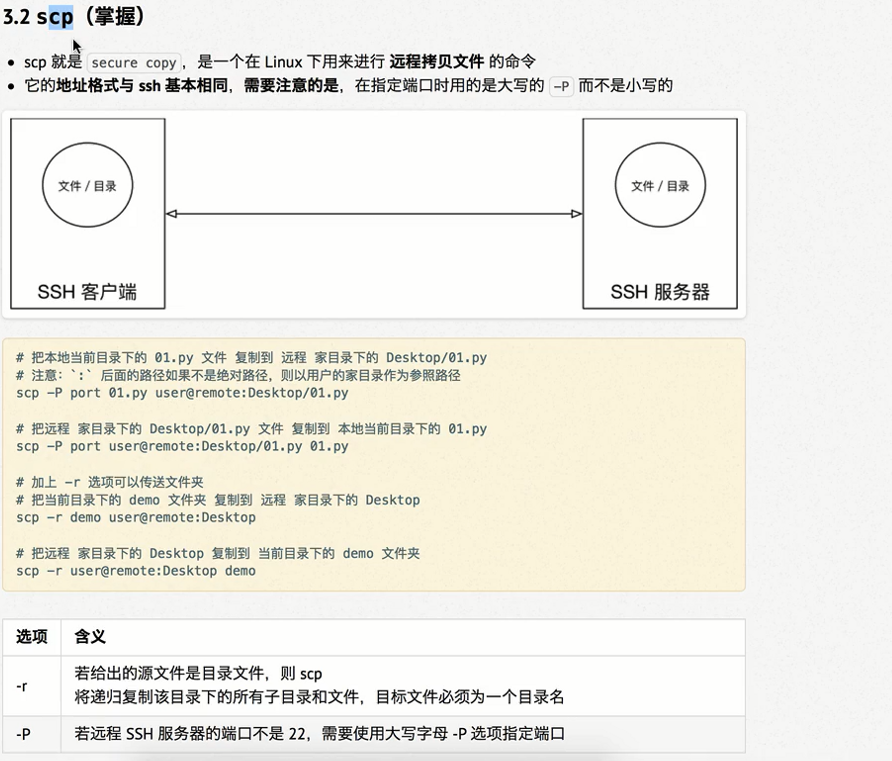 3.2 scp（掌握）
• scp 就是 secure copy，是一个在 Linux 下用来进行 远程拷贝文件 的命令
• 它的地址格式与 ssh 基本相同，需要注意的是，在指定端口时用的是大写的 -P 而不是小写的
文件 / 目录
文件 / 目录
SSH 客户端
SSH 服务器
# 把本地当前目录下的 01.py 文件 复制到 远程 家目录下的 Desktop/01.py
# 注意：`:` 后面的路径如果不是绝对路径，则以用户的家目录作为参照路径
scp -P port 01.py user@remote:Desktop/01.py
# 把远程 家目录下的 Desktop/01.py 文件 复制到 本地当前目录下的 01.py
scp -P port user@remote:Desktop/01.py 01.py
# 加上 -r 选项可以传送文件夹
# 把当前目录下的 demo 文件夹 复制到 远程 家目录下的 Desktop
scp -r demo user@remote:Desktop
# 把远程 家目录下的 Desktop 复制到 当前目录下的 demo 文件夹
scp -r user@remote:Desktop demo
选项 含义
-r 若给出的源文件是目录文件，则 scp
将递归复制该目录下的所有子目录和文件，目标文件必须为一个目录名
-P 若远程 SSH 服务器的端口不是 22，需要使用大写字母 -P 选项指定端口